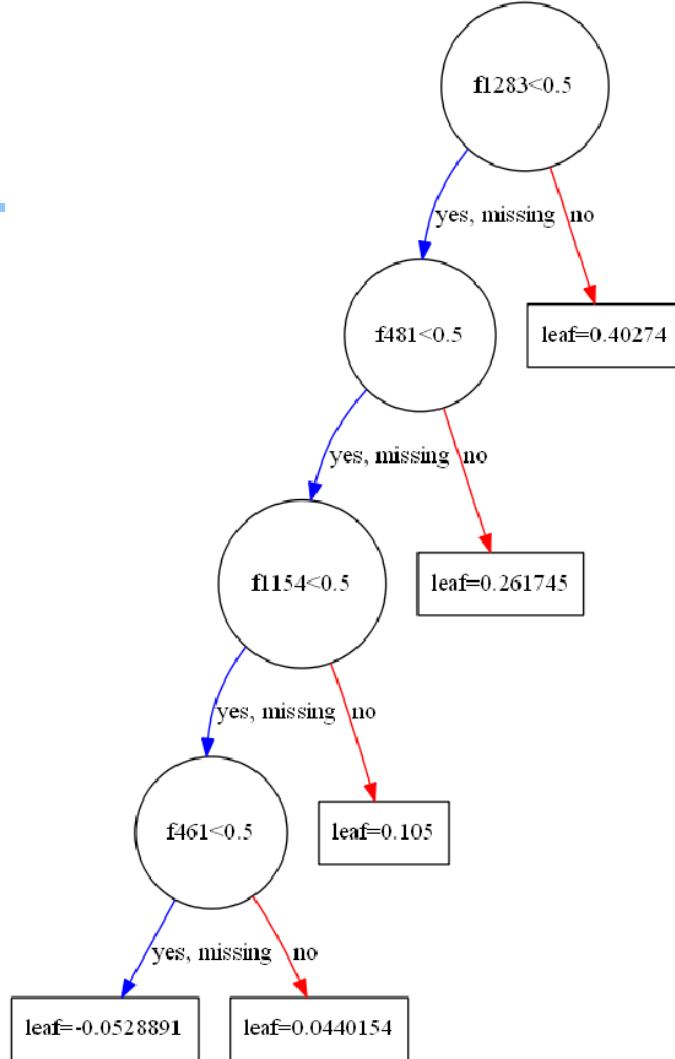 f1283<0.5
yes, missing no
f481<0.5
leaf=0.40274
yes, missing no
f1154<0.5
leaf=0.261745
yes, missing no
f461<0.5
leaf=0.105
yes, missing no
leaf=-0.0528891
leaf=0.0440154